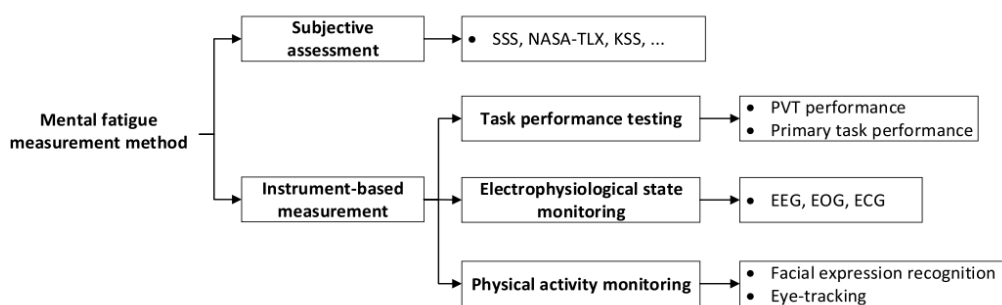 Mental fatigue
measurement method
Subjective
assessment
• SSS, NASA-TLX, KSS, ...
Instrument-based
measurement
Task performance testing
• PVT performance
• Primary task performance
Electrophysiological state
monitoring
• EEG, EOG, ECG
Physical activity monitoring
• Facial expression recognition
• Eye-tracking